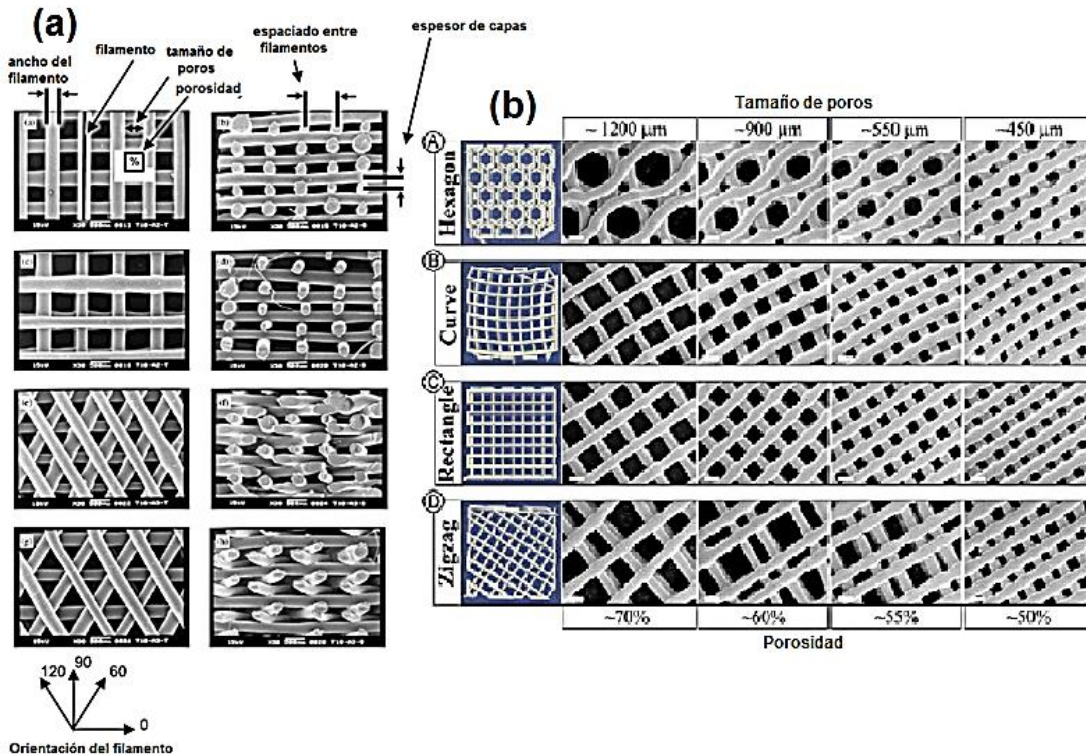 (a)
ancho del
filamento
filamento
tamaño de
poros
porosidad
espaciado entre
filamentos
espesor de capas
%
(a)
(b)
(c)
(d)
(e)
(f)
(g)
120
90
60
0
Orientación del filamento
(b)
Tamaño de poros
~1200 µm
~900 µm
~550 µm
~450 µm
A
Hexagon
B
Curve
C
Rectangle
D
Zigzag
~70%
~60%
~55%
~50%
Porosidad